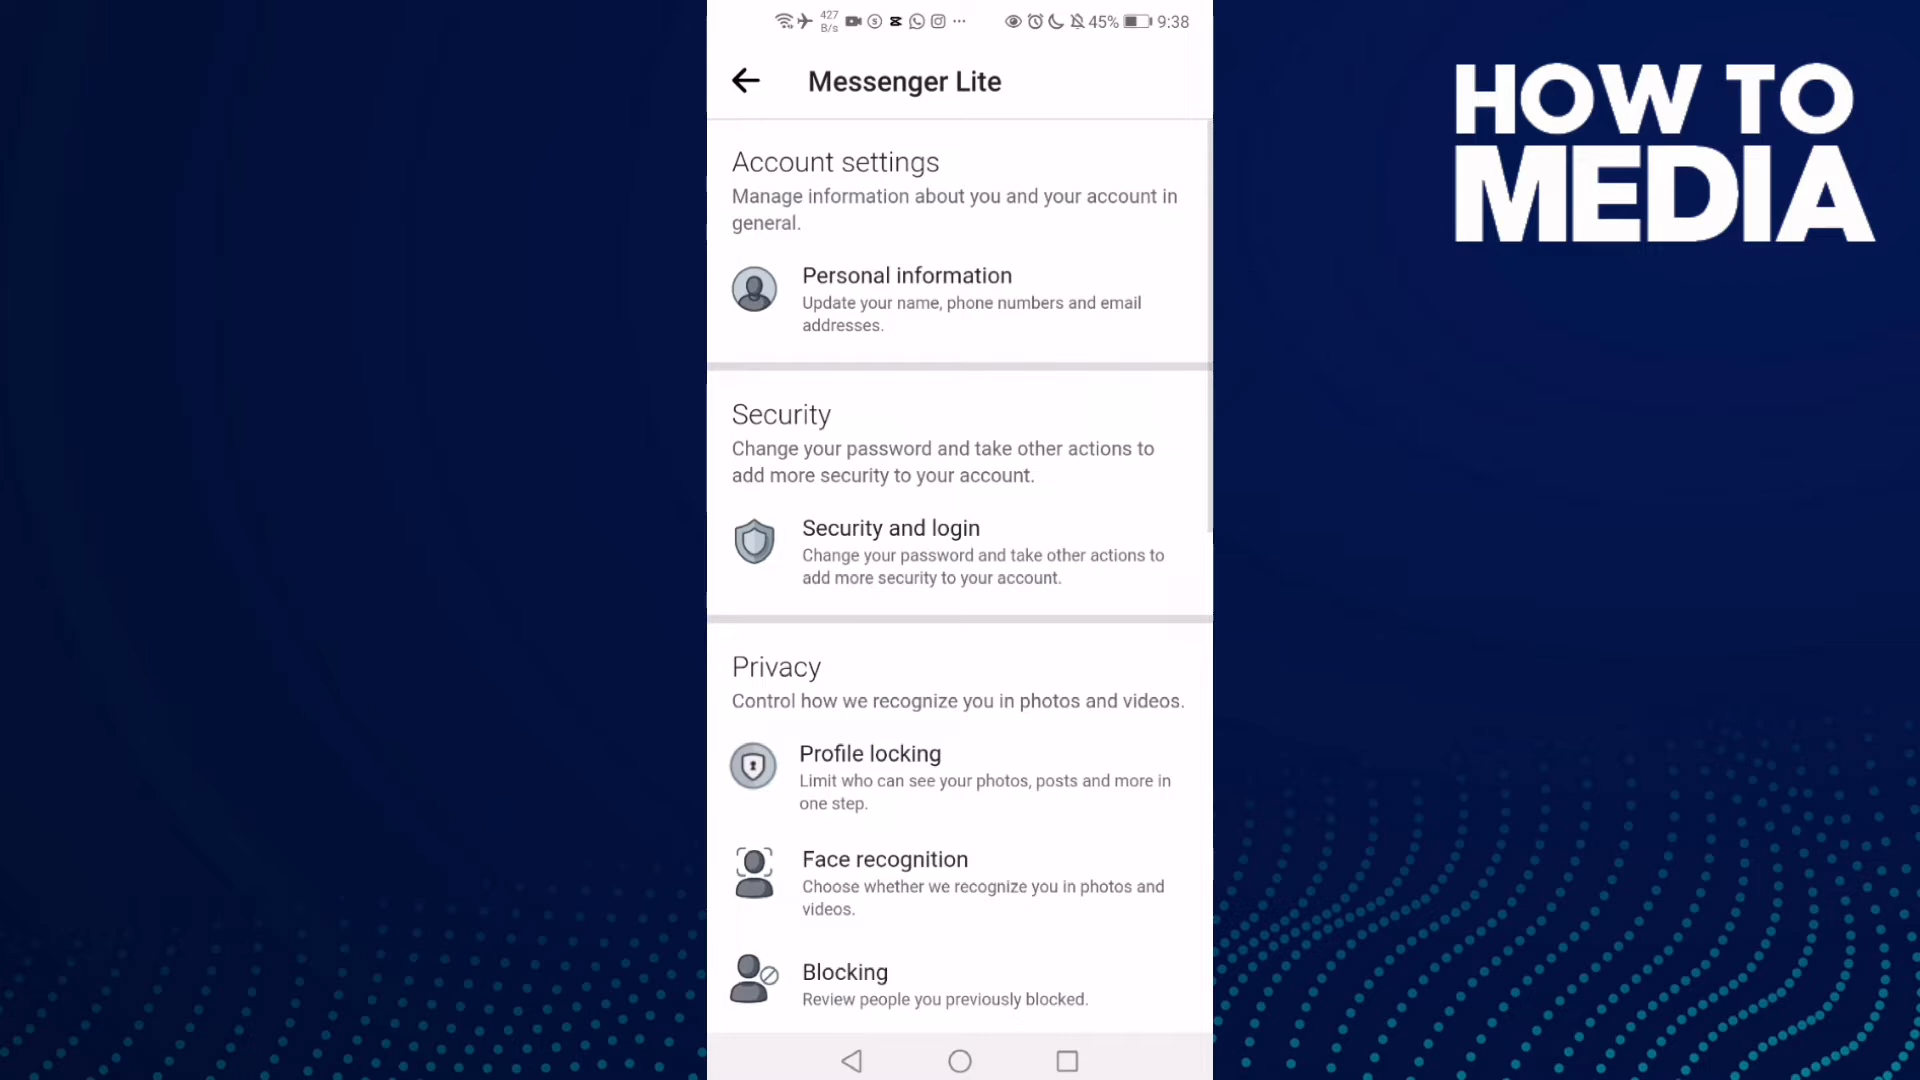 427
B/s
45%
9:38
Messenger Lite
HOW TO
MEDIA
Account settings
Manage information about you and your account in
general.
Personal information
Update your name, phone numbers and email
addresses.
Security
Change your password and take other actions to
add more security to your account.
Security and login
Change your password and take other actions to
add more security to your account.
Privacy
Control how we recognize you in photos and videos.
Profile locking
Limit who can see your photos, posts and more in
one step.
Face recognition
Choose whether we recognize you in photos and
videos.
Blocking
Review people you previously blocked.